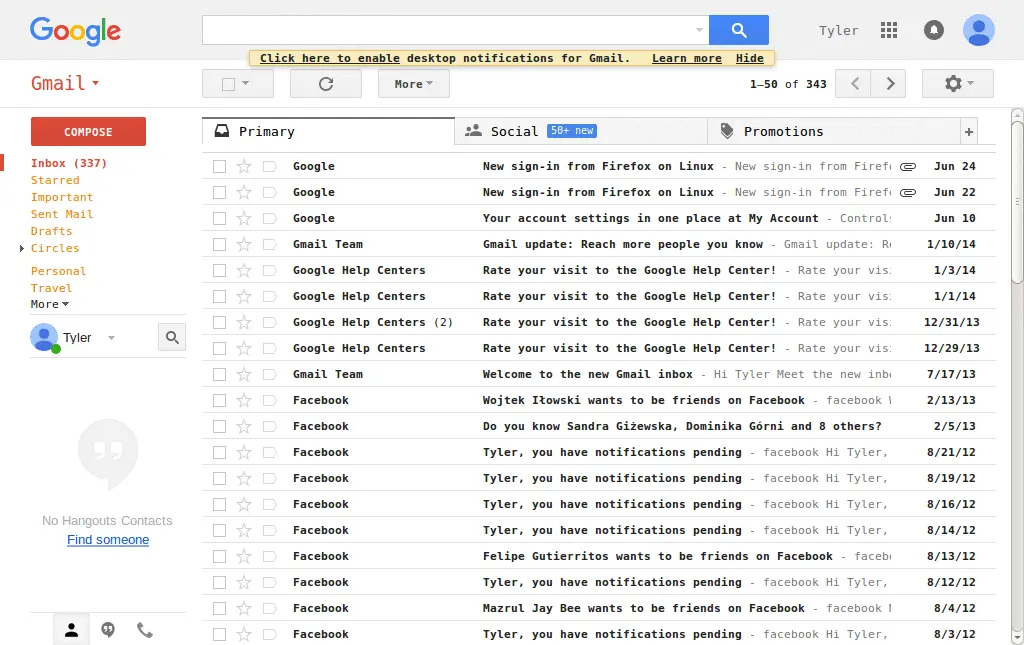 Google
Tyler
Click here to enable desktop notifications for Gmail. Learn more Hide
Gmail
More
1–50 of 343
COMPOSE
Inbox (337)
Starred
Important
Sent Mail
Drafts
Circles
Personal
Travel
More
Tyler
No Hangouts Contacts
Find someone
Primary
Social 50+ new
Promotions
+
Google New sign-in from Firefox on Linux - New sign-in from Firef Jun 24
Google New sign-in from Firefox on Linux - New sign-in from Firef Jun 22
Google Your account settings in one place at My Account - Controls Jun 10
Gmail Team Gmail update: Reach more people you know - Gmail update: Re 1/10/14
Google Help Centers Rate your visit to the Google Help Center! - Rate your vis 1/3/14
Google Help Centers Rate your visit to the Google Help Center! - Rate your vis 1/1/14
Google Help Centers (2) Rate your visit to the Google Help Center! - Rate your vis 12/31/13
Google Help Centers Rate your visit to the Google Help Center! - Rate your vis 12/29/13
Gmail Team Welcome to the new Gmail inbox - Hi Tyler Meet the new inb 7/17/13
Facebook Wojtek Iłowski wants to be friends on Facebook - facebook 2/13/13
Facebook Do you know Sandra Giżewska, Dominika Górni and 8 others? 2/5/13
Facebook Tyler, you have notifications pending - facebook Hi Tyler, 8/21/12
Facebook Tyler, you have notifications pending - facebook Hi Tyler, 8/19/12
Facebook Tyler, you have notifications pending - facebook Hi Tyler, 8/16/12
Facebook Tyler, you have notifications pending - facebook Hi Tyler, 8/14/12
Facebook Felipe Gutierritos wants to be friends on Facebook - faceb 8/13/12
Facebook Tyler, you have notifications pending - facebook Hi Tyler, 8/12/12
Facebook Mazrul Jay Bee wants to be friends on Facebook - facebook 8/4/12
Facebook Tyler, you have notifications pending - facebook Hi Tyler, 8/3/12